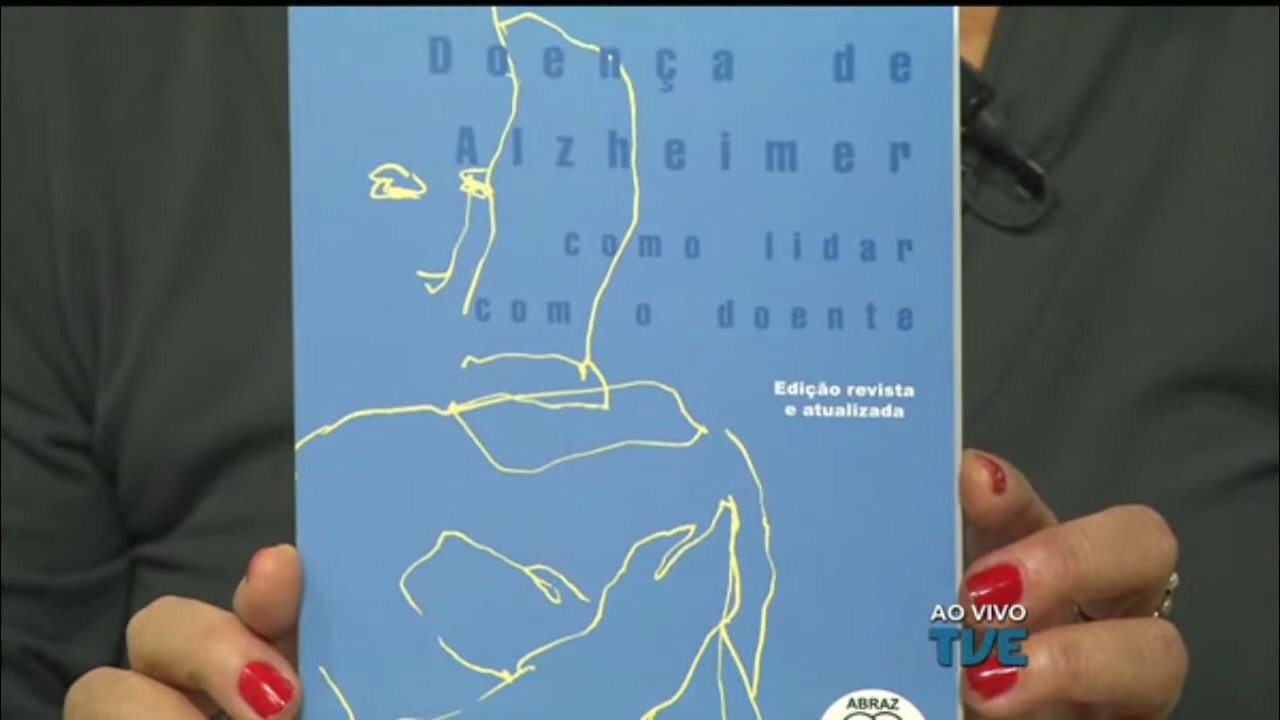 Doença de
Alzheimer
como lidar
com o doente
Edição revista
e atualizada
AO VIVO
TVE
ABRAZ